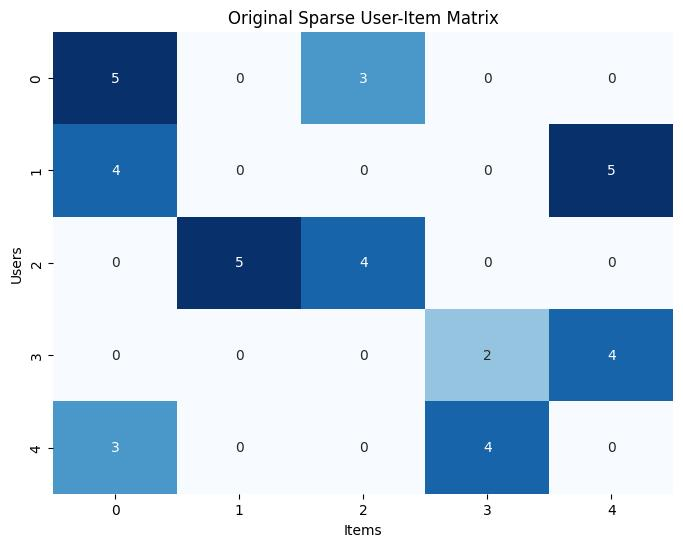 Original Sparse User-Item Matrix
0 5 0 3 0 0
1 4 0 0 0 5
2 0 5 4 0 0
3 0 0 0 2 4
4 3 0 0 4 0
0 1 2 3 4
Users
Items